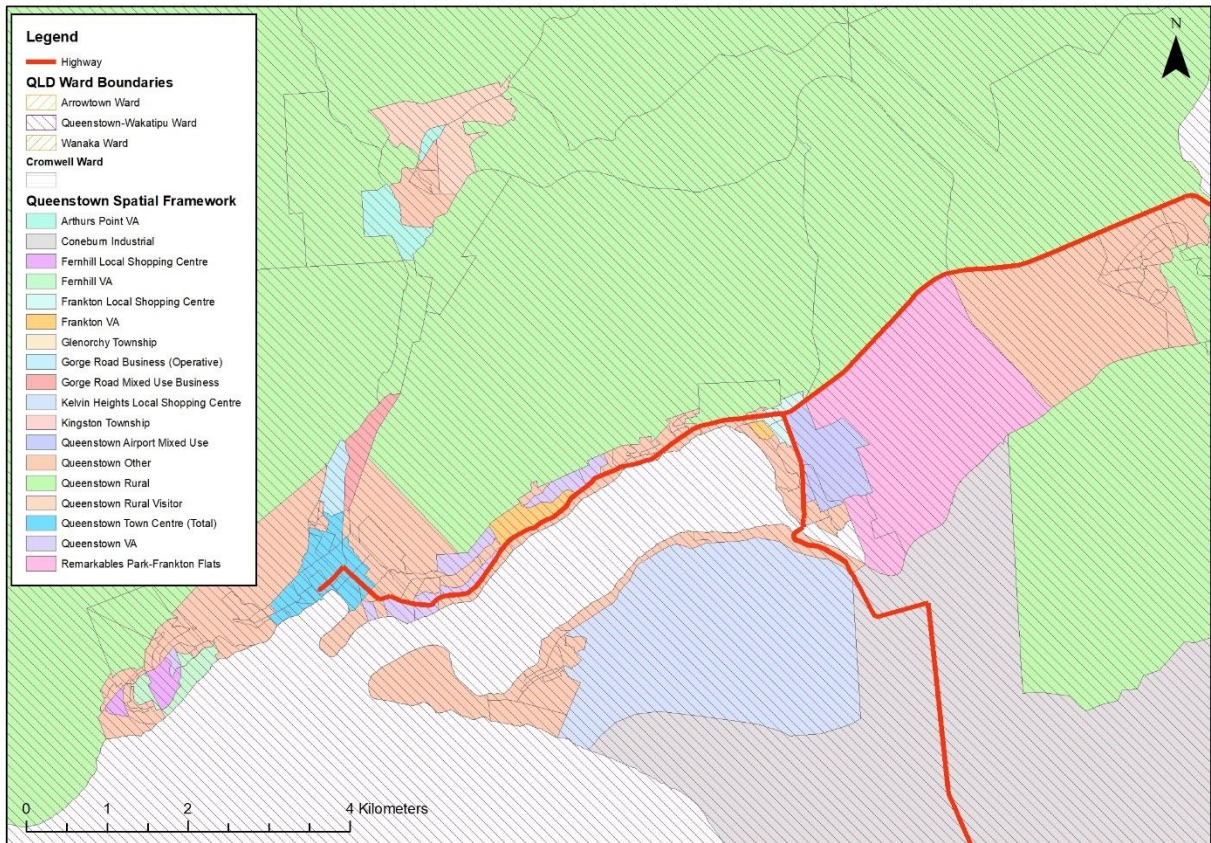 Legend
Highway
QLD Ward Boundaries
Arrowtown Ward
Queenstown-Wakatipu Ward
Wanaka Ward
Cromwell Ward
Queenstown Spatial Framework
Arthurs Point VA
Coneburn Industrial
Fernhill Local Shopping Centre
Fernhill VA
Frankton Local Shopping Centre
Frankton VA
Glenorchy Township
Gorge Road Business (Operative)
Gorge Road Mixed Use Business
Kelvin Heights Local Shopping Centre
Kingston Township
Queenstown Airport Mixed Use
Queenstown Other
Queenstown Rural
Queenstown Rural Visitor
Queenstown Town Centre (Total)
Queenstown VA
Remarkables Park-Frankton Flats
N
0 1 2 4 Kilometers